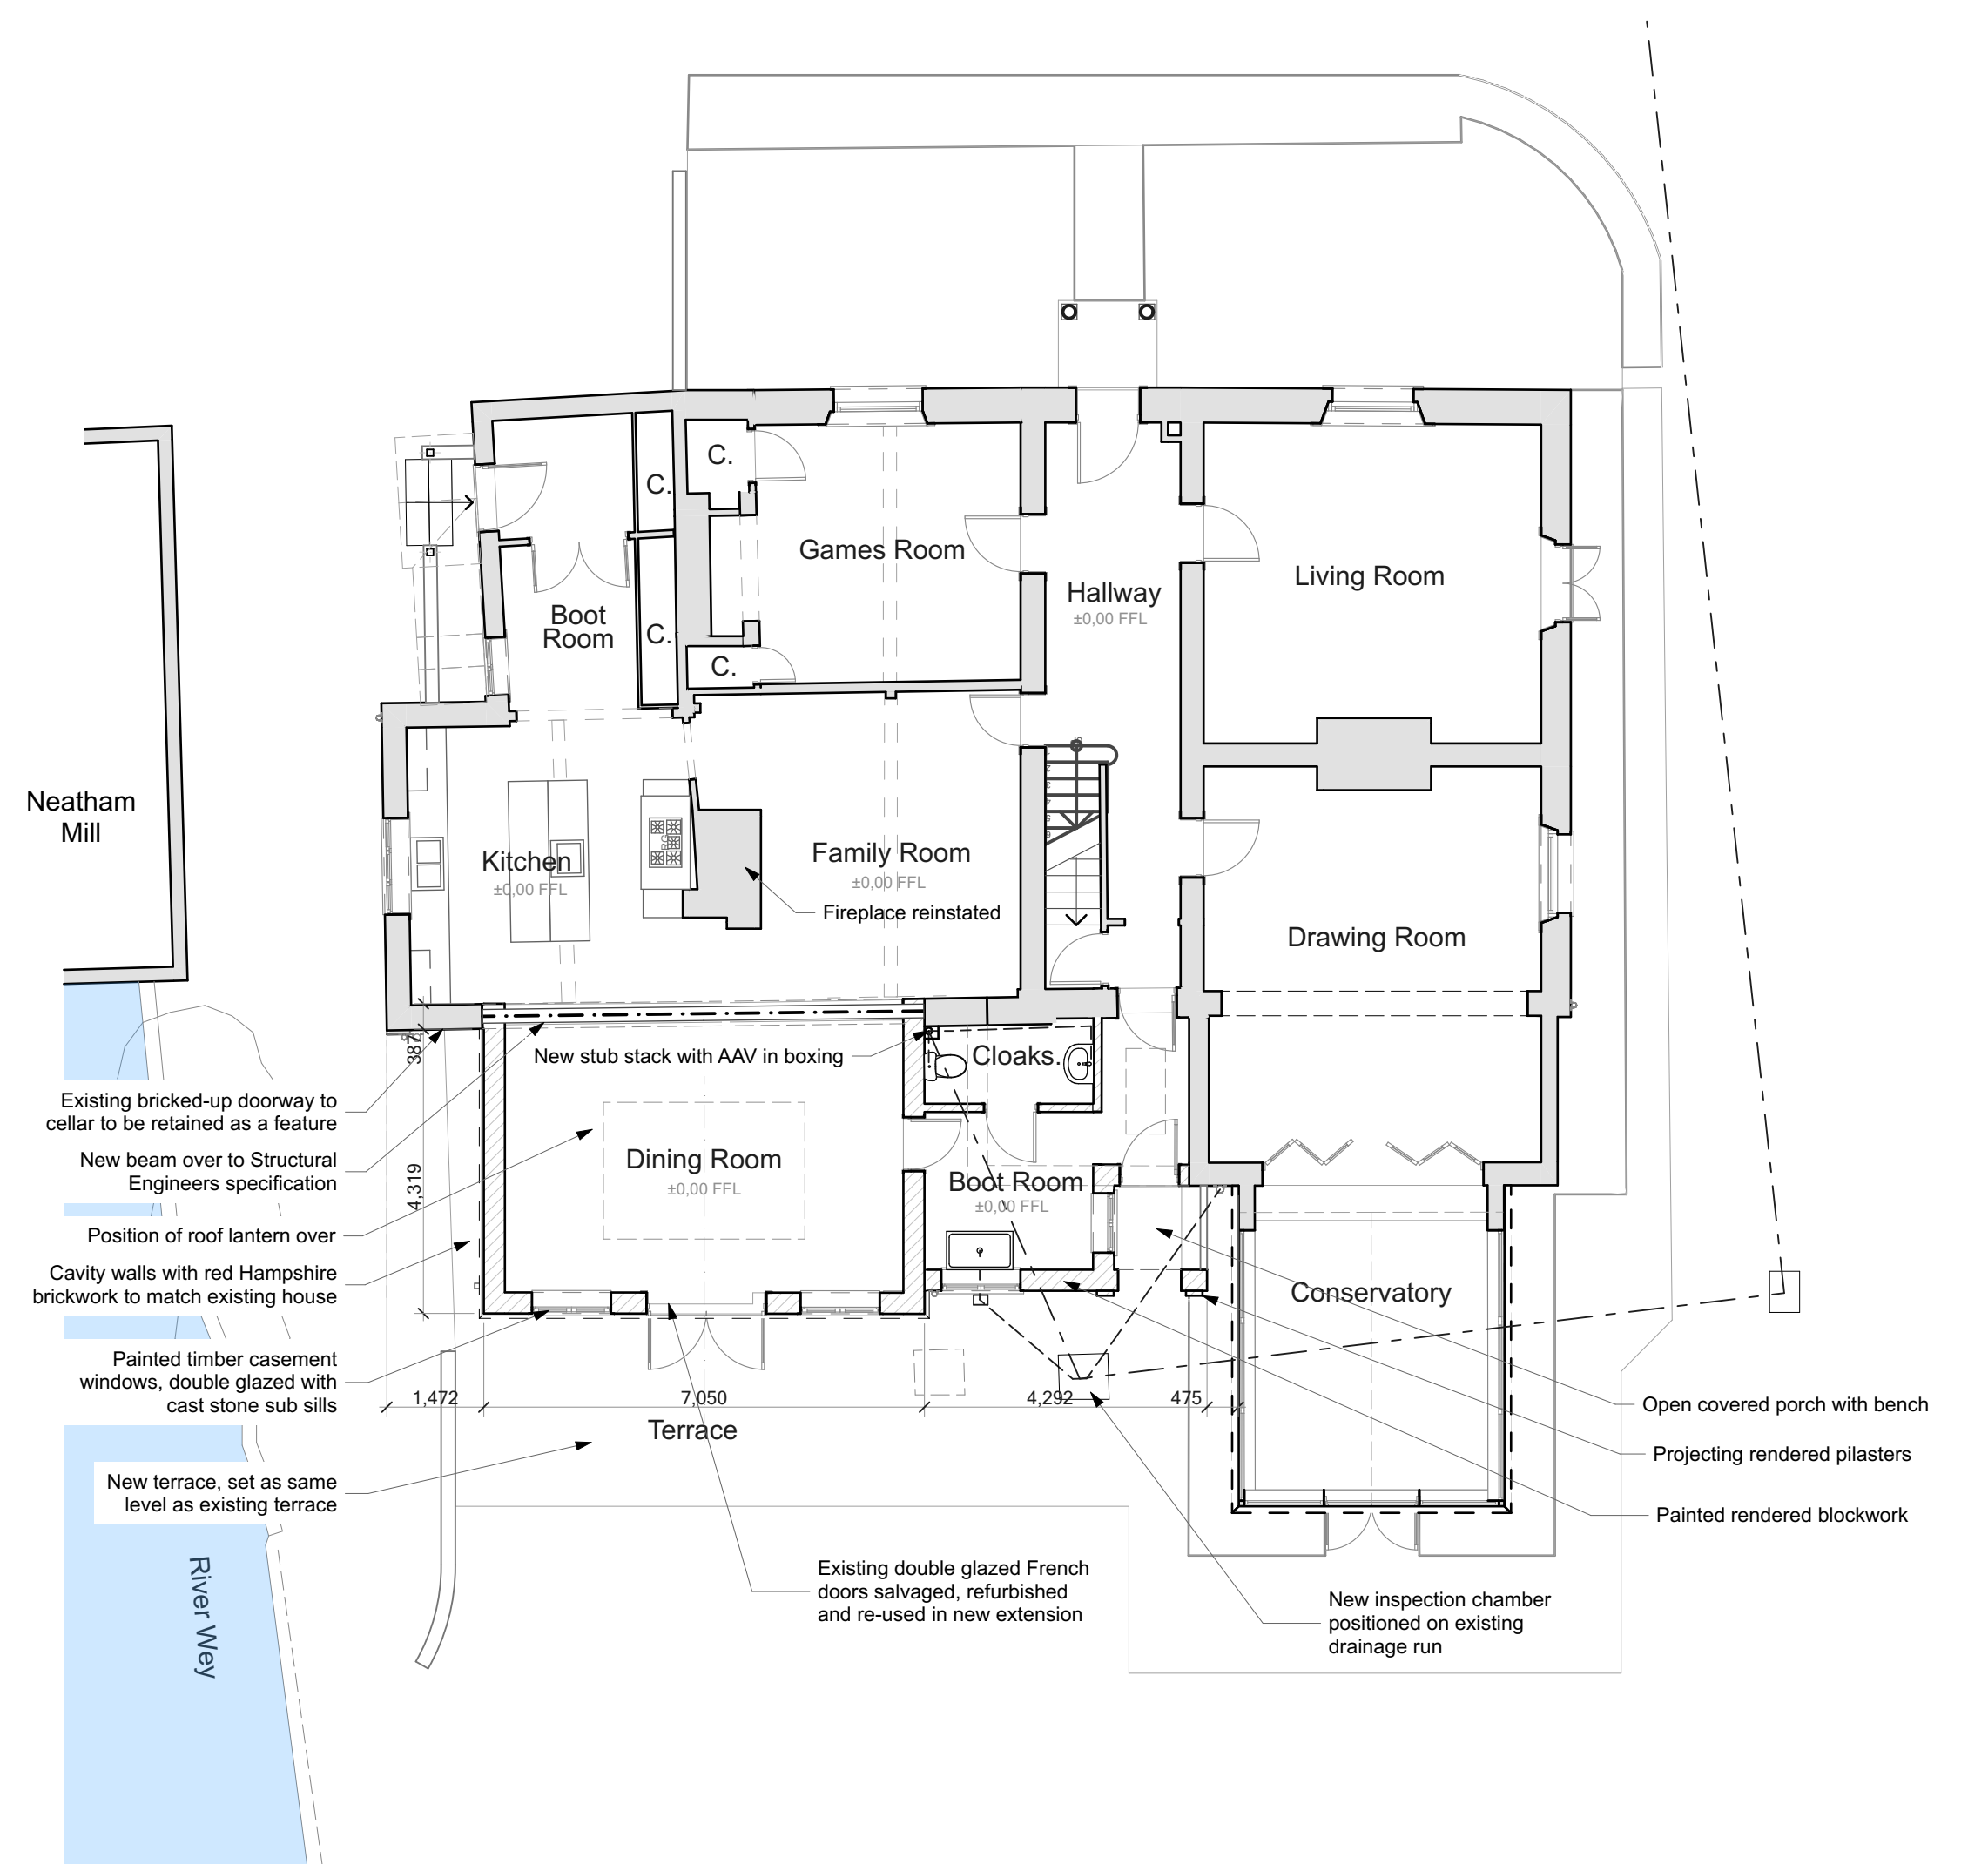 C.
C.
Games Room
Living Room
Hallway
±0,00 FFL
Boot
Room
C.
C.
Neatham
Mill
Kitchen
±0,00 FFL
Family Room
±0,00 FFL
Fireplace reinstated
Drawing Room
387
New stub stack with AAV in boxing
Cloaks.
Existing bricked-up doorway to
cellar to be retained as a feature
New beam over to Structural
Engineers specification
4,319
Dining Room
±0,00 FFL
Boot Room
±0,00 FFL
Position of roof lantern over
Cavity walls with red Hampshire
brickwork to match existing house
Conservatory
Painted timber casement
windows, double glazed with
cast stone sub sills
1,472
7,050
4,292
475
Terrace
Open covered porch with bench
Projecting rendered pilasters
New terrace, set as same
level as existing terrace
Painted rendered blockwork
River Wey
Existing double glazed French
doors salvaged, refurbished
and re-used in new extension
New inspection chamber
positioned on existing
drainage run